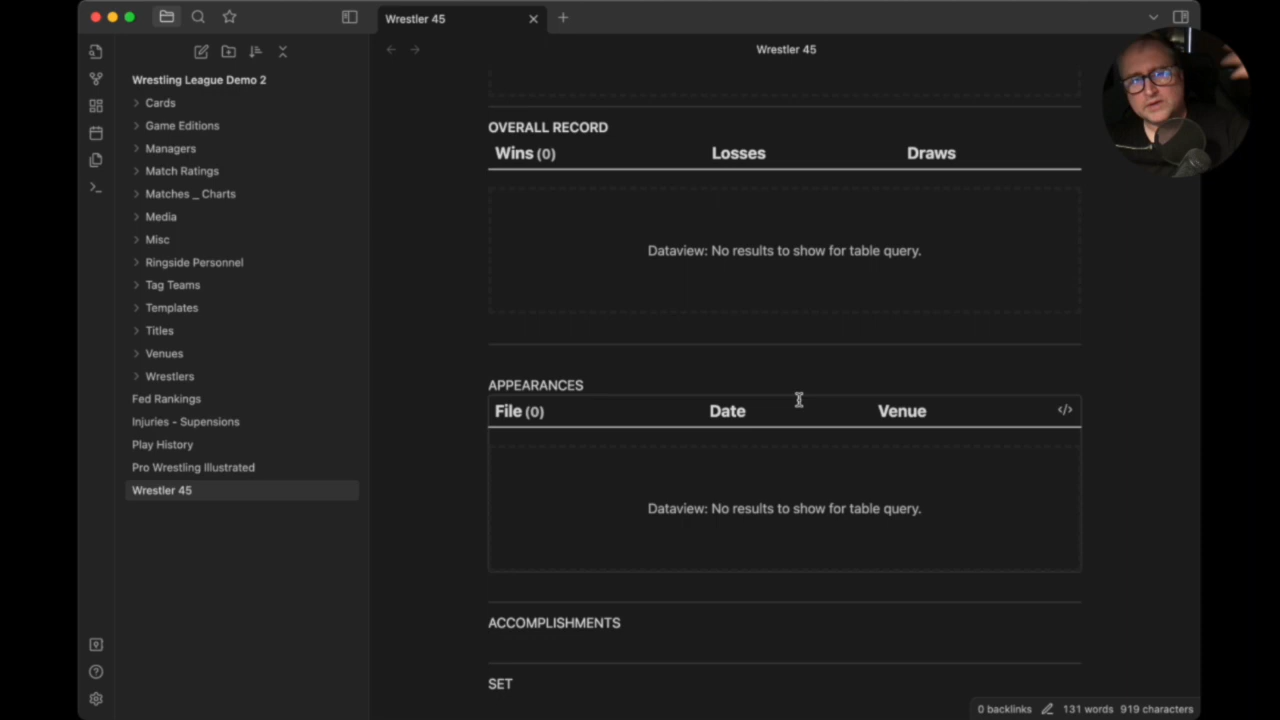 Wrestler 45
Wrestler 45
Wrestling League Demo 2
Cards
Game Editions
Managers
Match Ratings
Matches _ Charts
Media
Misc
Ringside Personnel
Tag Teams
Templates
Titles
Venues
Wrestlers
Fed Rankings
Injuries - Supensions
Play History
Pro Wrestling Illustrated
Wrestler 45
OVERALL RECORD
Wins (0) Losses Draws
Dataview: No results to show for table query.
APPEARANCES
File (0) Date Venue
Dataview: No results to show for table query.
ACCOMPLISHMENTS
SET
0 backlinks 131 words 919 characters